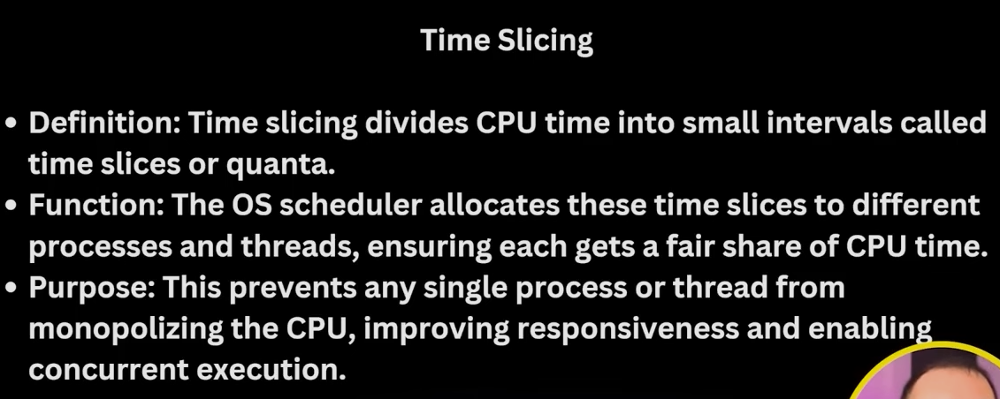 Time Slicing
• Definition: Time slicing divides CPU time into small intervals called
time slices or quanta.
• Function: The OS scheduler allocates these time slices to different
processes and threads, ensuring each gets a fair share of CPU time.
• Purpose: This prevents any single process or thread from
monopolizing the CPU, improving responsiveness and enabling
concurrent execution.